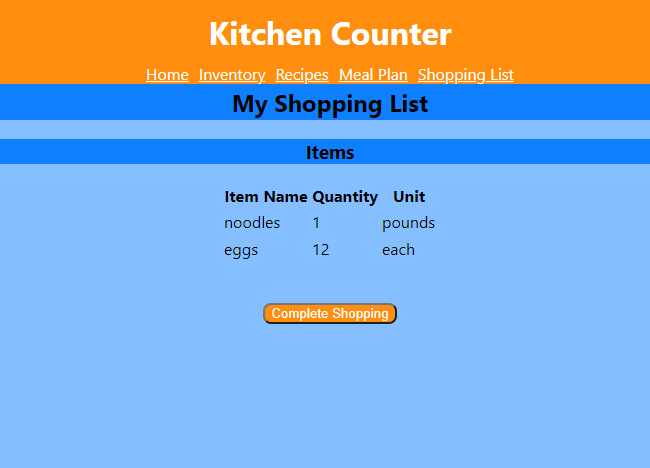 Kitchen Counter
Home Inventory Recipes Meal Plan Shopping List
My Shopping List
Items
Item Name Quantity Unit
noodles 1 pounds
eggs 12 each
Complete Shopping